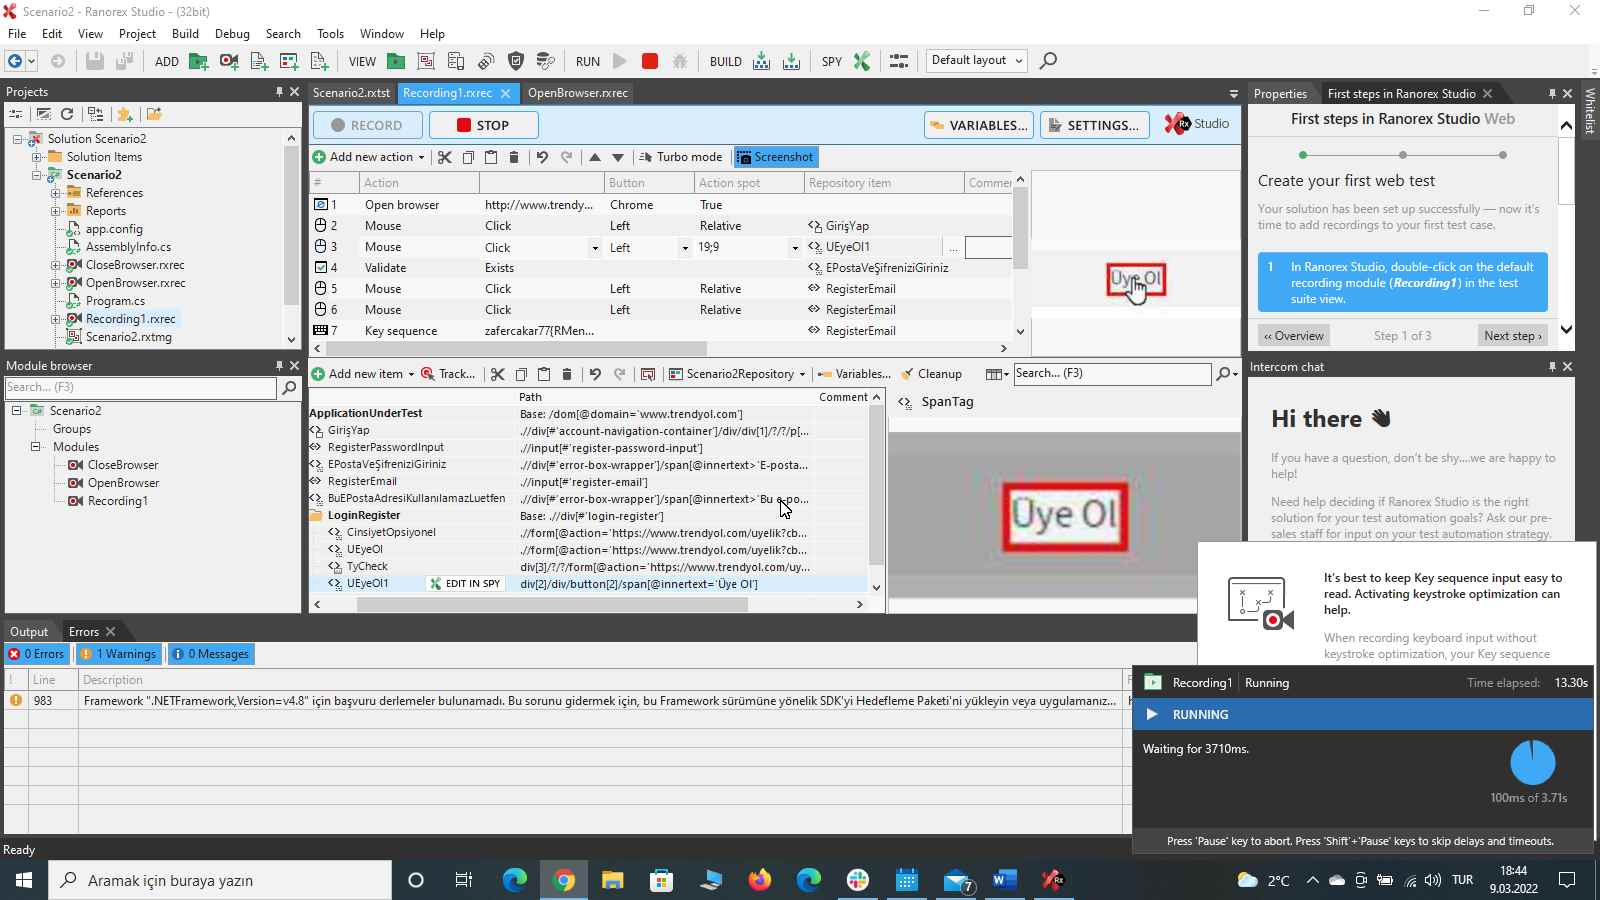 Scenario2 - Ranorex Studio - (32bit)
File Edit View Project Build Debug Search Tools Window Help
ADD VIEW RUN BUILD SPY Default layout
Projects
Solution Scenario2
Solution Items
Scenario2
References
Reports
app.config
AssemblyInfo.cs
CloseBrowser.rxrec
OpenBrowser.rxrec
Program.cs
Recording1.rxrec
Scenario2.rxtmg
Module browser
Search... (F3)
Scenario2
Groups
Modules
CloseBrowser
OpenBrowser
Recording1
Scenario2.rxtst Recording1.rxrec OpenBrowser.rxrec
RECORD STOP VARIABLES... SETTINGS... Rx Studio
Add new action Turbo mode Screenshot
# Action Button Action spot Repository item Comme
1 Open browser http://www.trendy... Chrome True
2 Mouse Click Left Relative GirişYap
3 Mouse Click Left 19;9 UEyeOl1 ...
4 Validate Exists EPostaVeŞifreniziGiriniz
5 Mouse Click Left Relative RegisterEmail
6 Mouse Click Left Relative RegisterEmail
7 Key sequence zafercakar77{RMen... RegisterEmail
Üye Ol
Add new item Track... Scenario2Repository Variables... Cleanup Search... (F3)
Path Comment
ApplicationUnderTest Base: /dom[@domain='www.trendyol.com']
GirişYap .//div[#'account-navigation-container']/div/div[1]/?/?/p[...
RegisterPasswordInput .//input[#'register-password-input']
EPostaVeŞifreniziGiriniz .//div[#'error-box-wrapper']/span[@innertext>'E-posta...
RegisterEmail .//input[#'register-email']
BuEPostaAdresiKullanılamazLuetfen .//div[#'error-box-wrapper']/span[@innertext>'Bu e-po...
LoginRegister Base: .//div[#'login-register']
CinsiyetOpsiyonel .//form[@action='https://www.trendyol.com/uyelik?cb...
UEyeOl .//form[@action='https://www.trendyol.com/uyelik?cb...
TyCheck div[3]/?/?/form[@action='https://www.trendyol.com/uy...
UEyeOl1 EDIT IN SPY div[2]/div/button[2]/span[@innertext='Üye Ol']
SpanTag
Üye Ol
Properties First steps in Ranorex Studio
Whitelist
First steps in Ranorex Studio Web
Create your first web test
Your solution has been set up successfully — now it's
time to add recordings to your first test case.
1 In Ranorex Studio, double-click on the default
recording module (Recording1) in the test
suite view.
‹‹ Overview Step 1 of 3 Next step ›
Intercom chat
Hi there
If you have a question, don't be shy....we are happy to
help!
Need help deciding if Ranorex Studio is the right
solution for your test automation goals? Ask our pre-
sales staff for input on your test automation strategy.
It's best to keep Key sequence input easy to
read. Activating keystroke optimization can
help.
When recording keyboard input without
keystroke optimization, your Key sequence
Output Errors
0 Errors 1 Warnings 0 Messages
! Line Description
983 Framework ".NETFramework,Version=v4.8" için başvuru derlemeler bulunamadı. Bu sorunu gidermek için, bu Framework sürümüne yönelik SDK'yi Hedefleme Paketi'ni yükleyin veya uygulamanız...
Recording1 Running Time elapsed: 13.30s
RUNNING
Waiting for 3710ms.
100ms of 3.71s
Press 'Pause' key to abort. Press 'Shift'+'Pause' keys to skip delays and timeouts.
Ready
Aramak için buraya yazın
7
2°C
TUR
18:44
9.03.2022